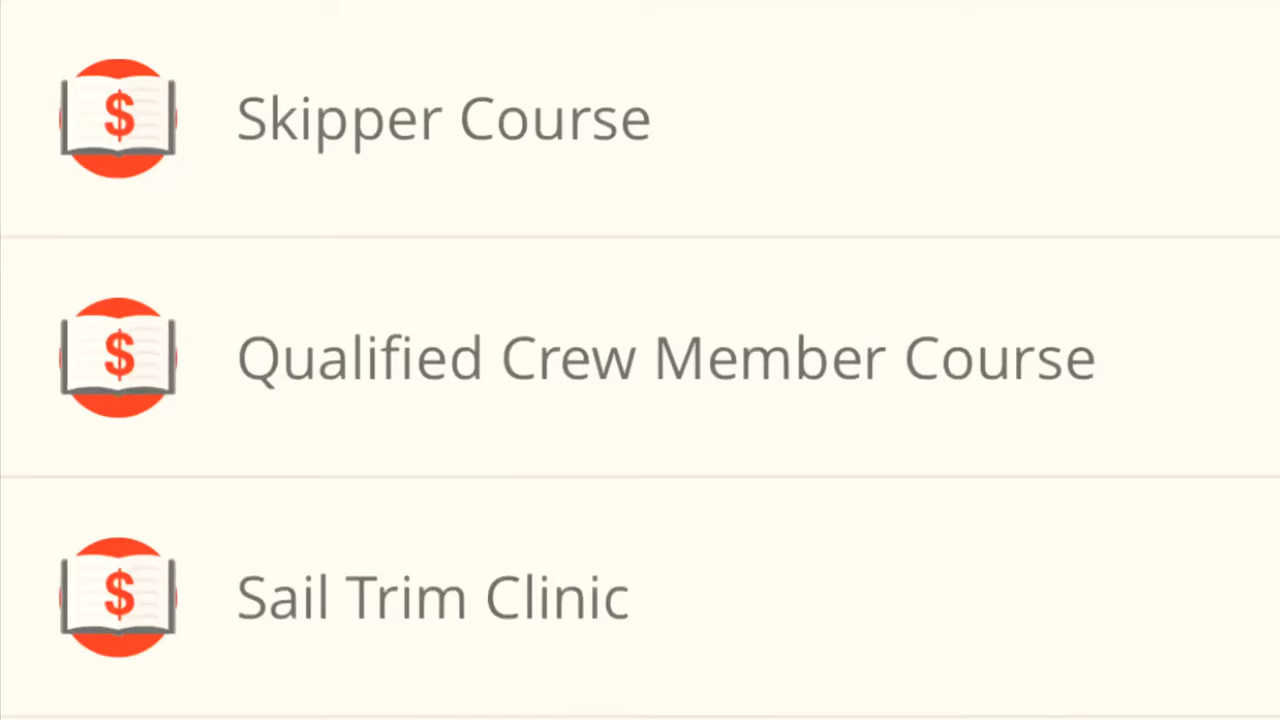 $ Skipper Course
$ Qualified Crew Member Course
$ Sail Trim Clinic